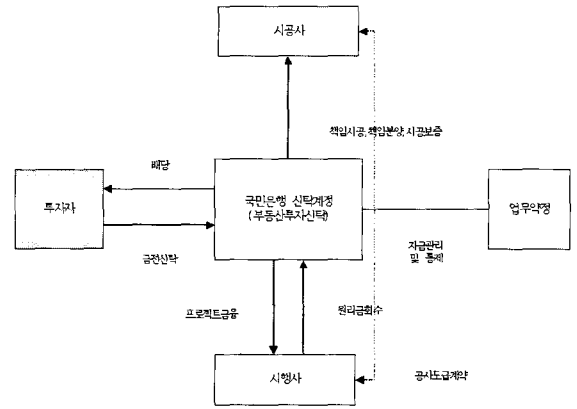 시공사
책임시공, 책임분양, 시공보증
배당
투자자
국민은행 신탁계정
(부동산투자신탁)
업무약정
금전신탁
자금관리
및 통제
프로젝트금융
원리금회수
시행사
공사도급계약